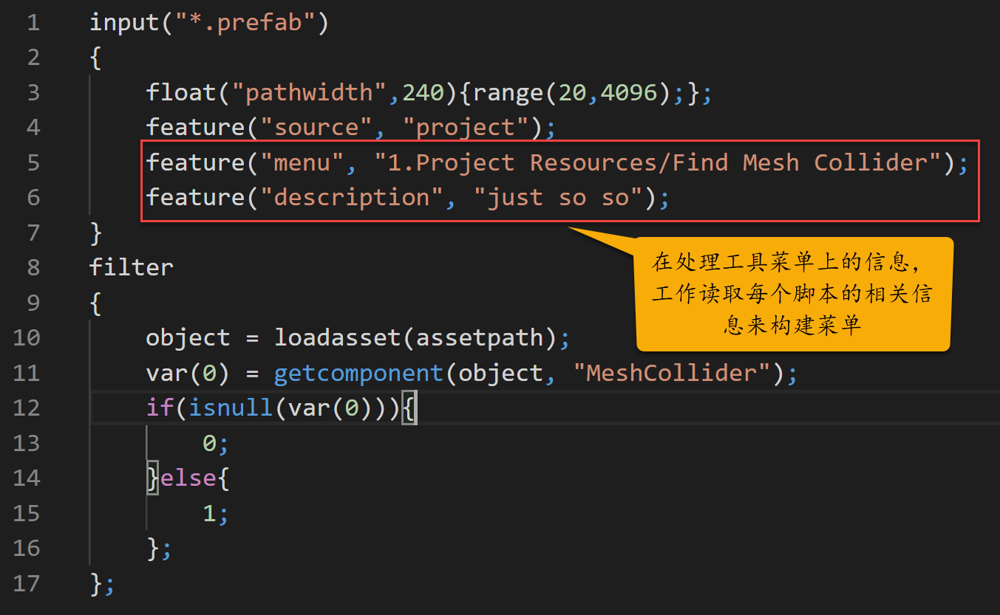 1 input("*.prefab")
2 {
3 float("pathwidth",240){range(20,4096);};
4 feature("source", "project");
5 feature("menu", "1.Project Resources/Find Mesh Collider");
6 feature("description", "just so so");
7 }
8 filter
9 {
10 object = loadasset(assetpath);
11 var(0) = getcomponent(object, "MeshCollider");
12 if(isnull(var(0))){
13 0;
14 }else{
15 1;
16 };
17 };
在处理工具菜单上的信息，
工作读取每个脚本的相关信
息来构建菜单